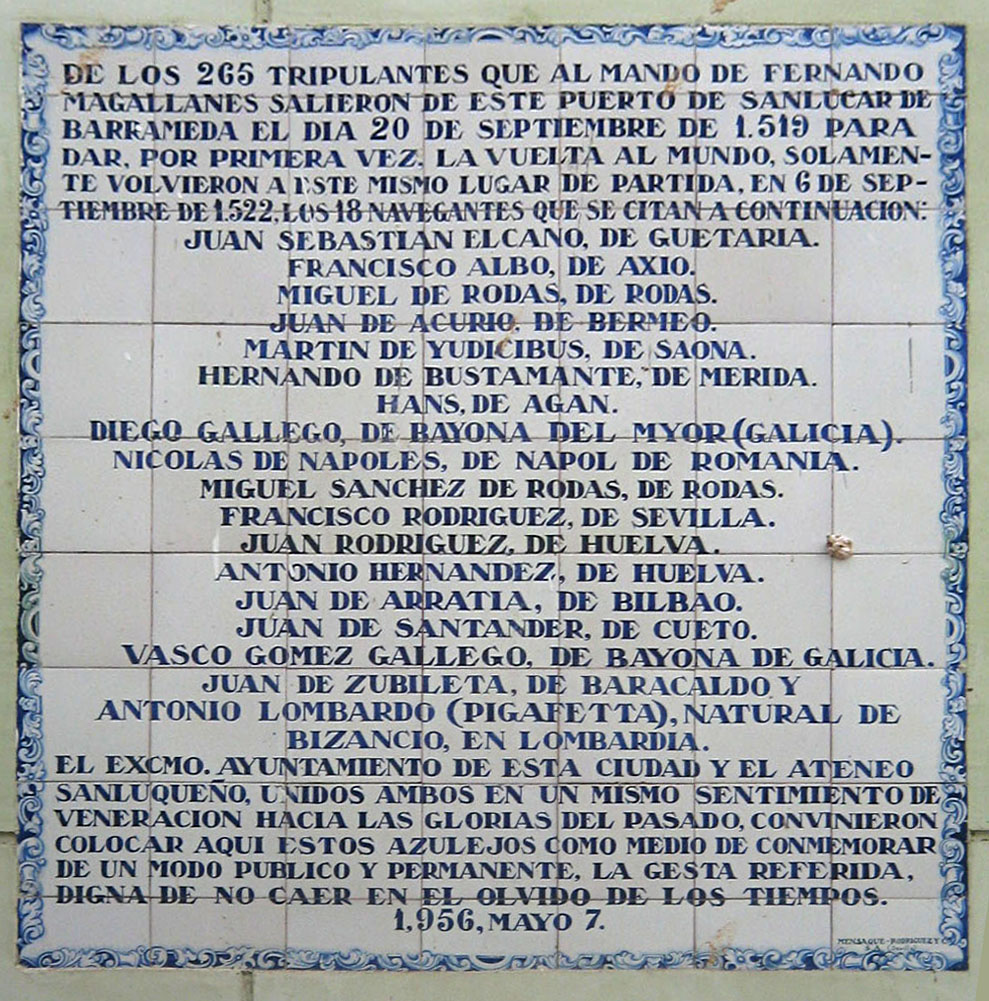 DE LOS 265 TRIPULANTES QUE AL MANDO DE FERNANDO
MAGALLANES SALIERON DE ESTE PUERTO DE SANLUCAR DE
BARRAMEDA EL DIA 20 DE SEPTIEMBRE DE 1.519 PARA
DAR, POR PRIMERA VEZ. LA VUELTA AL MUNDO, SOLAMEN-
TE VOLVIERON A ESTE MISMO LUGAR DE PARTIDA, EN 6 DE SEP-
TIEMBRE DE 1.522, LOS 18 NAVEGANTES QUE SE CITAN A CONTINUACION:
JUAN SEBASTIAN ELCANO, DE GUETARIA.
FRANCISCO ALBO, DE AXIO.
MIGUEL DE RODAS, DE RODAS.
JUAN DE ACURIO. DE BERMEO.
MARTIN DE YUDICIBUS, DE SAONA.
HERNANDO DE BUSTAMANTE, DE MERIDA.
HANS, DE AGAN.
DIEGO GALLEGO, DE BAYONA DEL MYOR (GALICIA).
NICOLAS DE NAPOLES, DE NAPOL DE ROMANIA.
MIGUEL SANCHEZ DE RODAS, DE RODAS.
FRANCISCO RODRIGUEZ, DE SEVILLA.
JUAN RODRIGUEZ, DE HUELVA.
ANTONIO HERNANDEZ, DE HUELVA.
JUAN DE ARRATIA, DE BILBAO.
JUAN DE SANTANDER, DE CUETO.
VASCO GOMEZ GALLEGO, DE BAYONA DE GALICIA.
JUAN DE ZUBILETA, DE BARACALDO Y
ANTONIO LOMBARDO (PIGAFETTA), NATURAL DE
BIZANCIO, EN LOMBARDIA.
EL EXCMO. AYUNTAMIENTO DE ESTA CIUDAD Y EL ATENEO
SANLUQUEÑO, UNIDOS AMBOS EN UN MISMO SENTIMIENTO DE
VENERACION HACIA LAS GLORIAS DEL PASADO, CONVINIERON
COLOCAR AQUI ESTOS AZULEJOS COMO MEDIO DE CONMEMORAR
DE UN MODO PUBLICO Y PERMANENTE, LA GESTA REFERIDA,
DIGNA DE NO CAER EN EL OLVIDO DE LOS TIEMPOS.
1,956, MAYO 7.
MENSAQUE-RODRIGUEZ Y Cª
S.A.